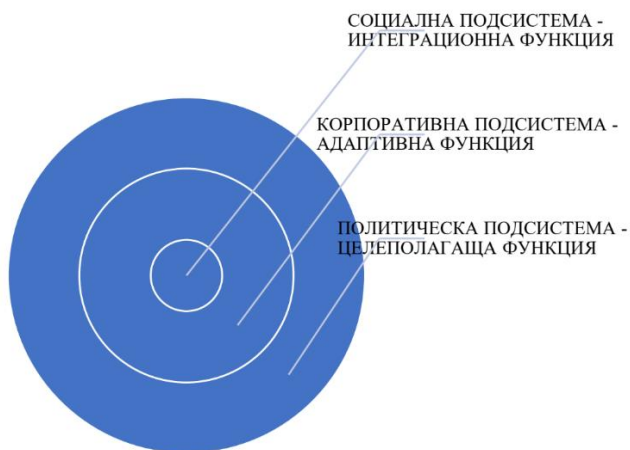 СОЦИАЛНА ПОДСИСТЕМА -
ИНТЕГРАЦИОННА ФУНКЦИЯ
КОРПОРАТИВНА ПОДСИСТЕМА -
АДАПТИВНА ФУНКЦИЯ
ПОЛИТИЧЕСКА ПОДСИСТЕМА -
ЦЕЛЕПОЛАГАЩА ФУНКЦИЯ